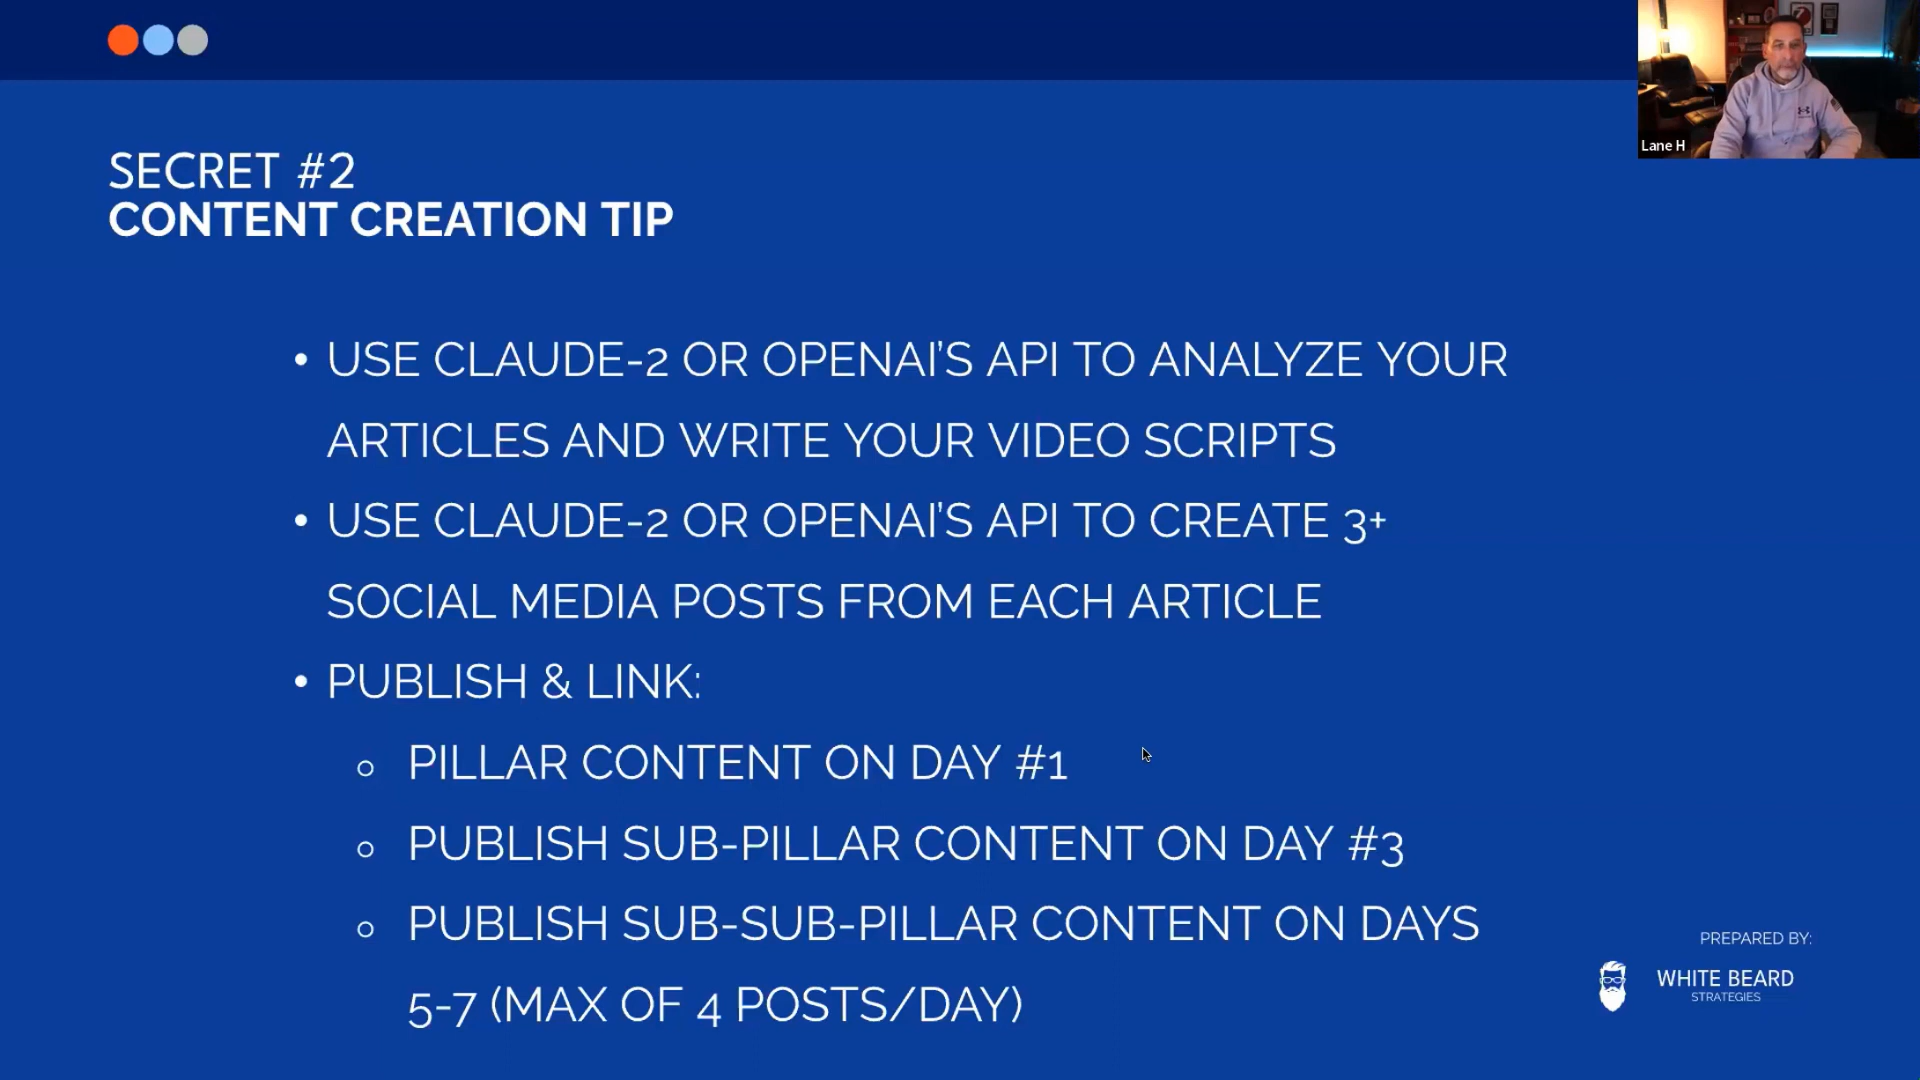 Lane H
SECRET #2
CONTENT CREATION TIP
• USE CLAUDE-2 OR OPENAI'S API TO ANALYZE YOUR
ARTICLES AND WRITE YOUR VIDEO SCRIPTS
• USE CLAUDE-2 OR OPENAI'S API TO CREATE 3+
SOCIAL MEDIA POSTS FROM EACH ARTICLE
• PUBLISH & LINK:
○ PILLAR CONTENT ON DAY #1
○ PUBLISH SUB-PILLAR CONTENT ON DAY #3
○ PUBLISH SUB-SUB-PILLAR CONTENT ON DAYS
5-7 (MAX OF 4 POSTS/DAY)
PREPARED BY:
WHITE BEARD
STRATEGIES